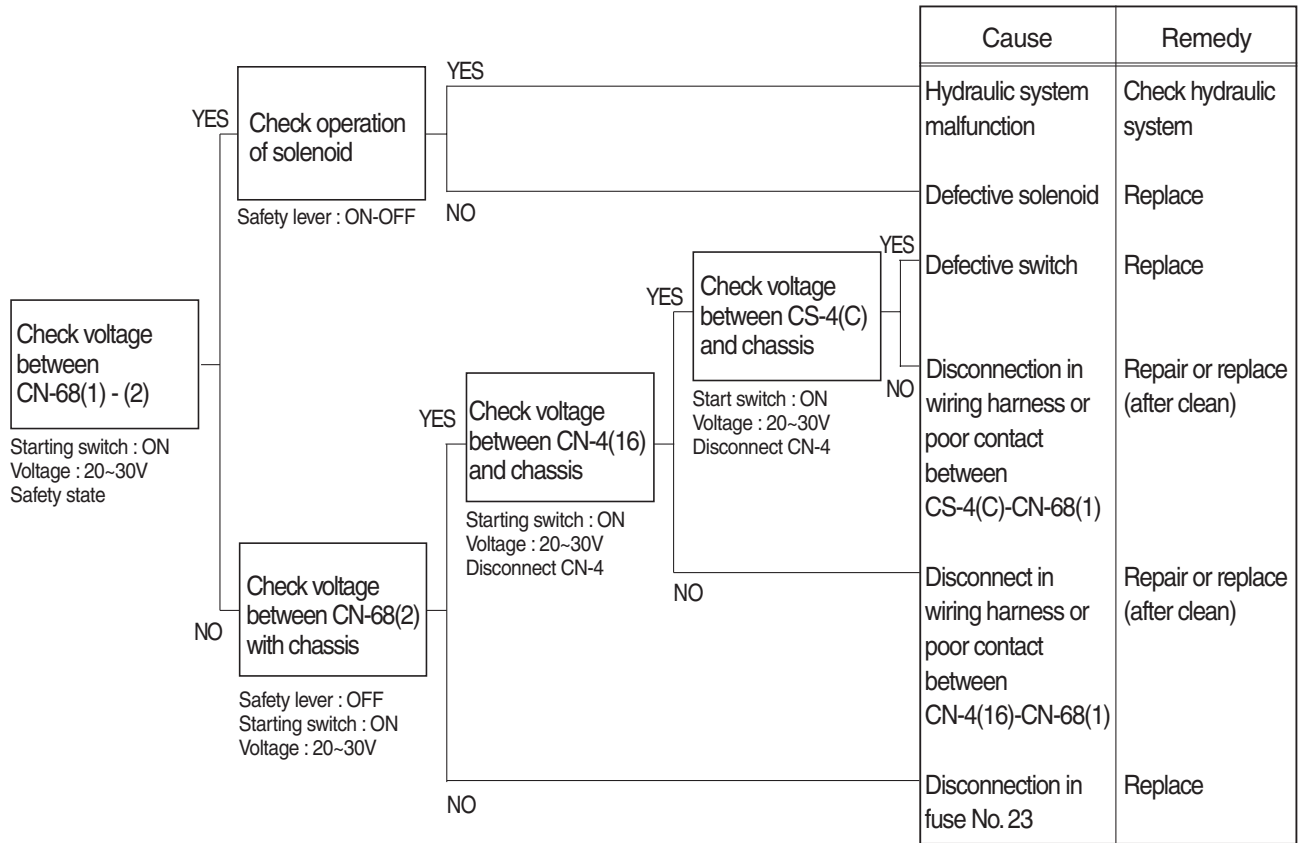 Cause
Remedy
YES
Hydraulic system
malfunction
Check hydraulic
system
YES
Check operation
of solenoid
Safety lever : ON-OFF
NO
Defective solenoid
Replace
YES
Defective switch
Replace
YES
Check voltage
between CS-4(C)
and chassis
Start switch : ON
Voltage : 20~30V
Disconnect CN-4
NO
Disconnection in
wiring harness or
poor contact
between
CS-4(C)-CN-68(1)
Repair or replace
(after clean)
Check voltage
between
CN-68(1) - (2)
Starting switch : ON
Voltage : 20~30V
Safety state
YES
Check voltage
between CN-4(16)
and chassis
Starting switch : ON
Voltage : 20~30V
Disconnect CN-4
NO
Disconnect in
wiring harness or
poor contact
between
CN-4(16)-CN-68(1)
Repair or replace
(after clean)
NO
Check voltage
between CN-68(2)
with chassis
Safety lever : OFF
Starting switch : ON
Voltage : 20~30V
NO
Disconnection in
fuse No. 23
Replace